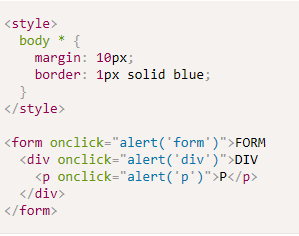 <style>
body * {
margin: 10px;
border: 1px solid blue;
}
</style>
<form onclick="alert('form')">FORM
<div onclick="alert('div')">DIV
<p onclick="alert('p')">P</p>
</div>
</form>